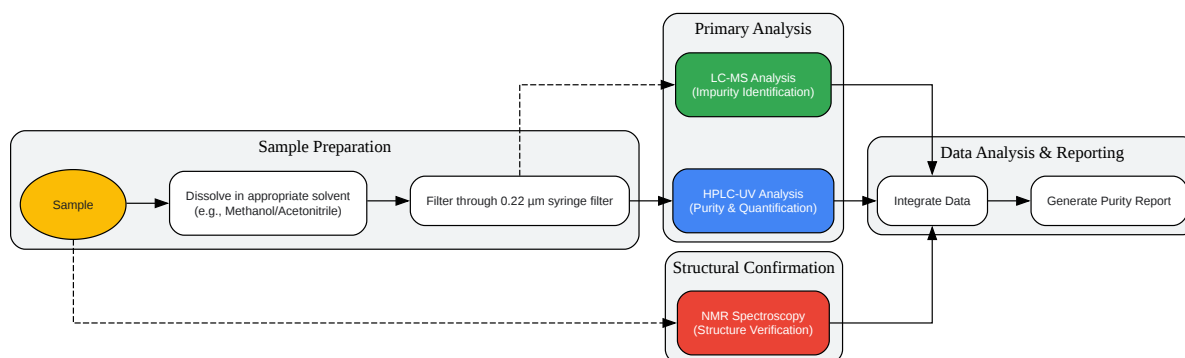 Primary Analysis
LC-MS Analysis
(Impurity Identification)
Sample Preparation
Sample
Dissolve in appropriate solvent
(e.g., Methanol/Acetonitrile)
Filter through 0.22 µm syringe filter
HPLC-UV Analysis
(Purity & Quantification)
Data Analysis & Reporting
Integrate Data
Generate Purity Report
Structural Confirmation
NMR Spectroscopy
(Structure Verification)